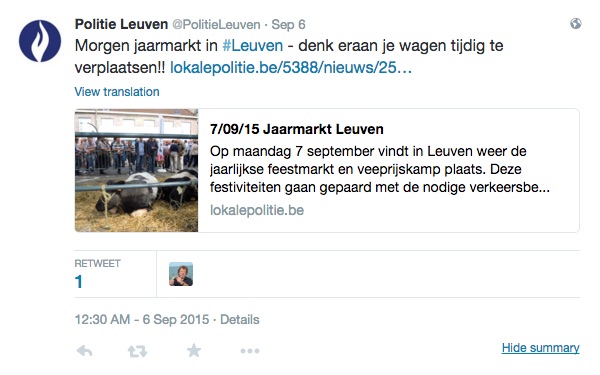 Politie Leuven @PolitieLeuven · Sep 6
Morgen jaarmarkt in #Leuven - denk eraan je wagen tijdig te
verplaatsen!! lokalepolitie.be/5388/nieuws/25…
View translation
7/09/15 Jaarmarkt Leuven
Op maandag 7 september vindt in Leuven weer de
jaarlijkse feestmarkt en veeprijskamp plaats. Deze
festiviteiten gaan gepaard met de nodige verkeersbe...
lokalepolitie.be
RETWEET
1
12:30 AM - 6 Sep 2015 · Details
Hide summary